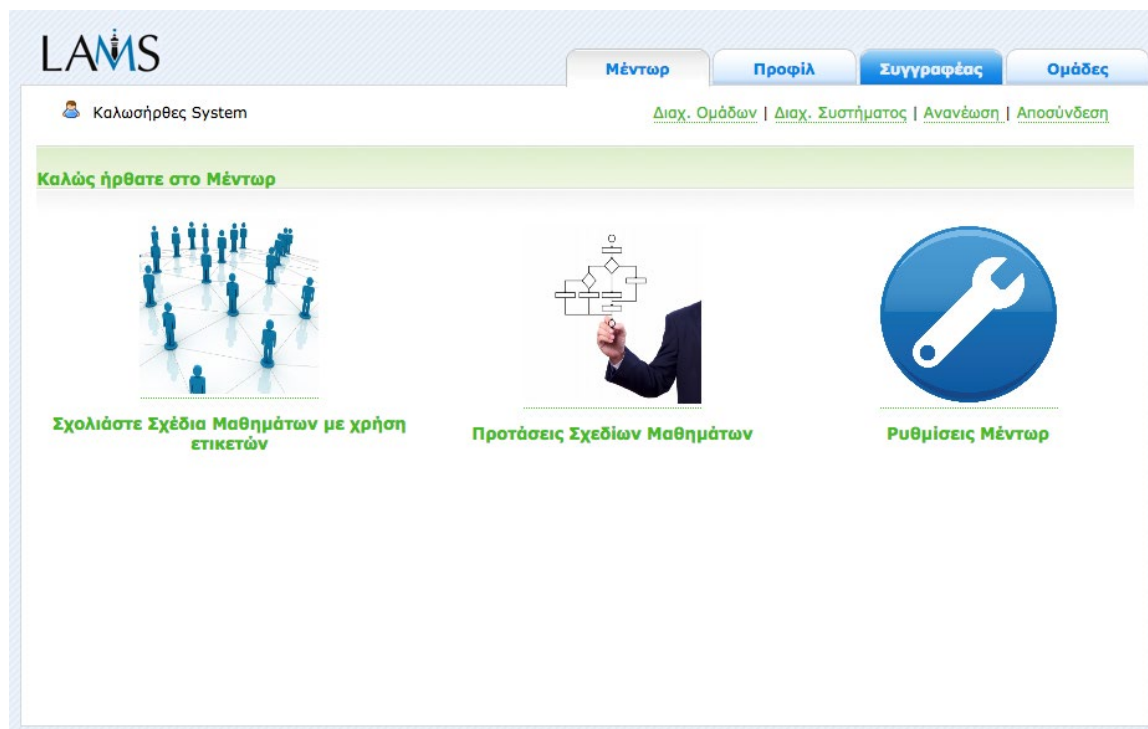 LAMS
Μέντωρ Προφίλ Συγγραφέας Ομάδες
Καλωσήρθες System
Διαχ. Ομάδων | Διαχ. Συστήματος | Ανανέωση | Αποσύνδεση
Καλώς ήρθατε στο Μέντωρ
Σχολιάστε Σχέδια Μαθημάτων με χρήση
ετικετών
Προτάσεις Σχεδίων Μαθημάτων
Ρυθμίσεις Μέντωρ